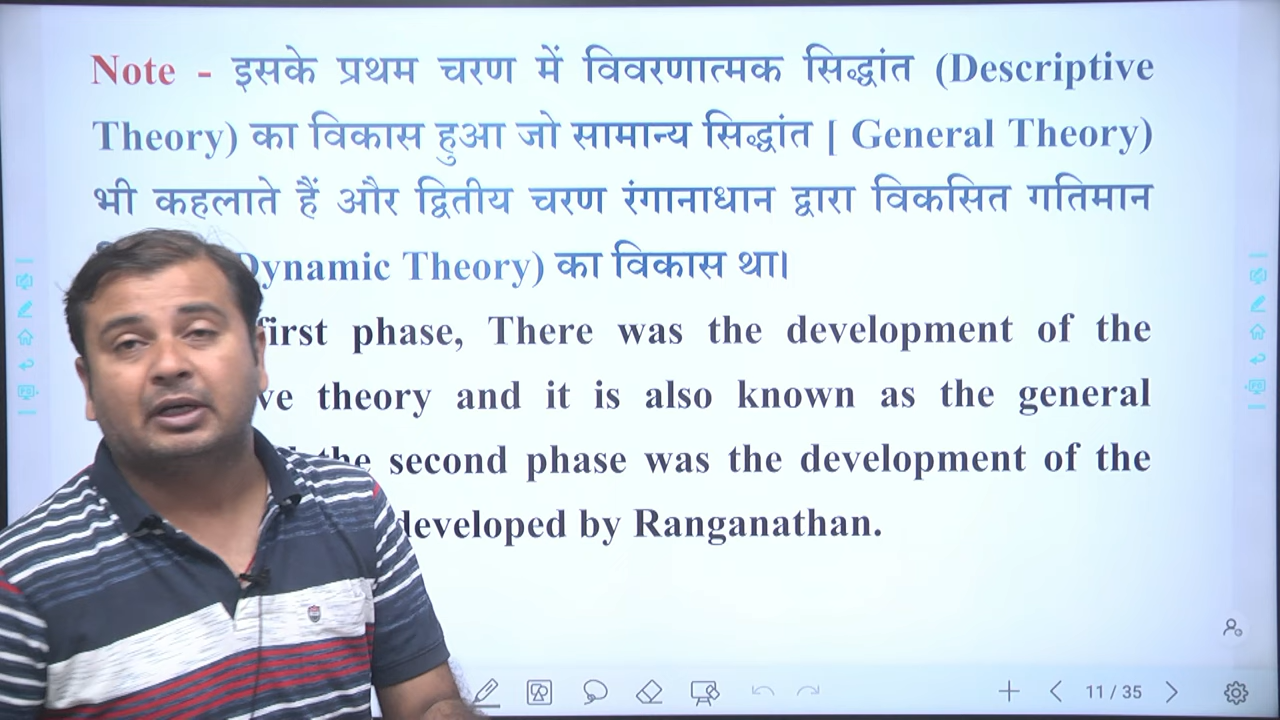 Note - इसके प्रथम चरण में विवरणात्मक सिद्धांत (Descriptive
Theory) का विकास हुआ जो सामान्य सिद्धांत [ General Theory)
भी कहलाते हैं और द्वितीय चरण रंगानाधान द्वारा विकसित गतिमान
Dynamic Theory) का विकास था।
first phase, There was the development of the
theory and it is also known as the general
the second phase was the development of the
developed by Ranganathan.
11 / 35